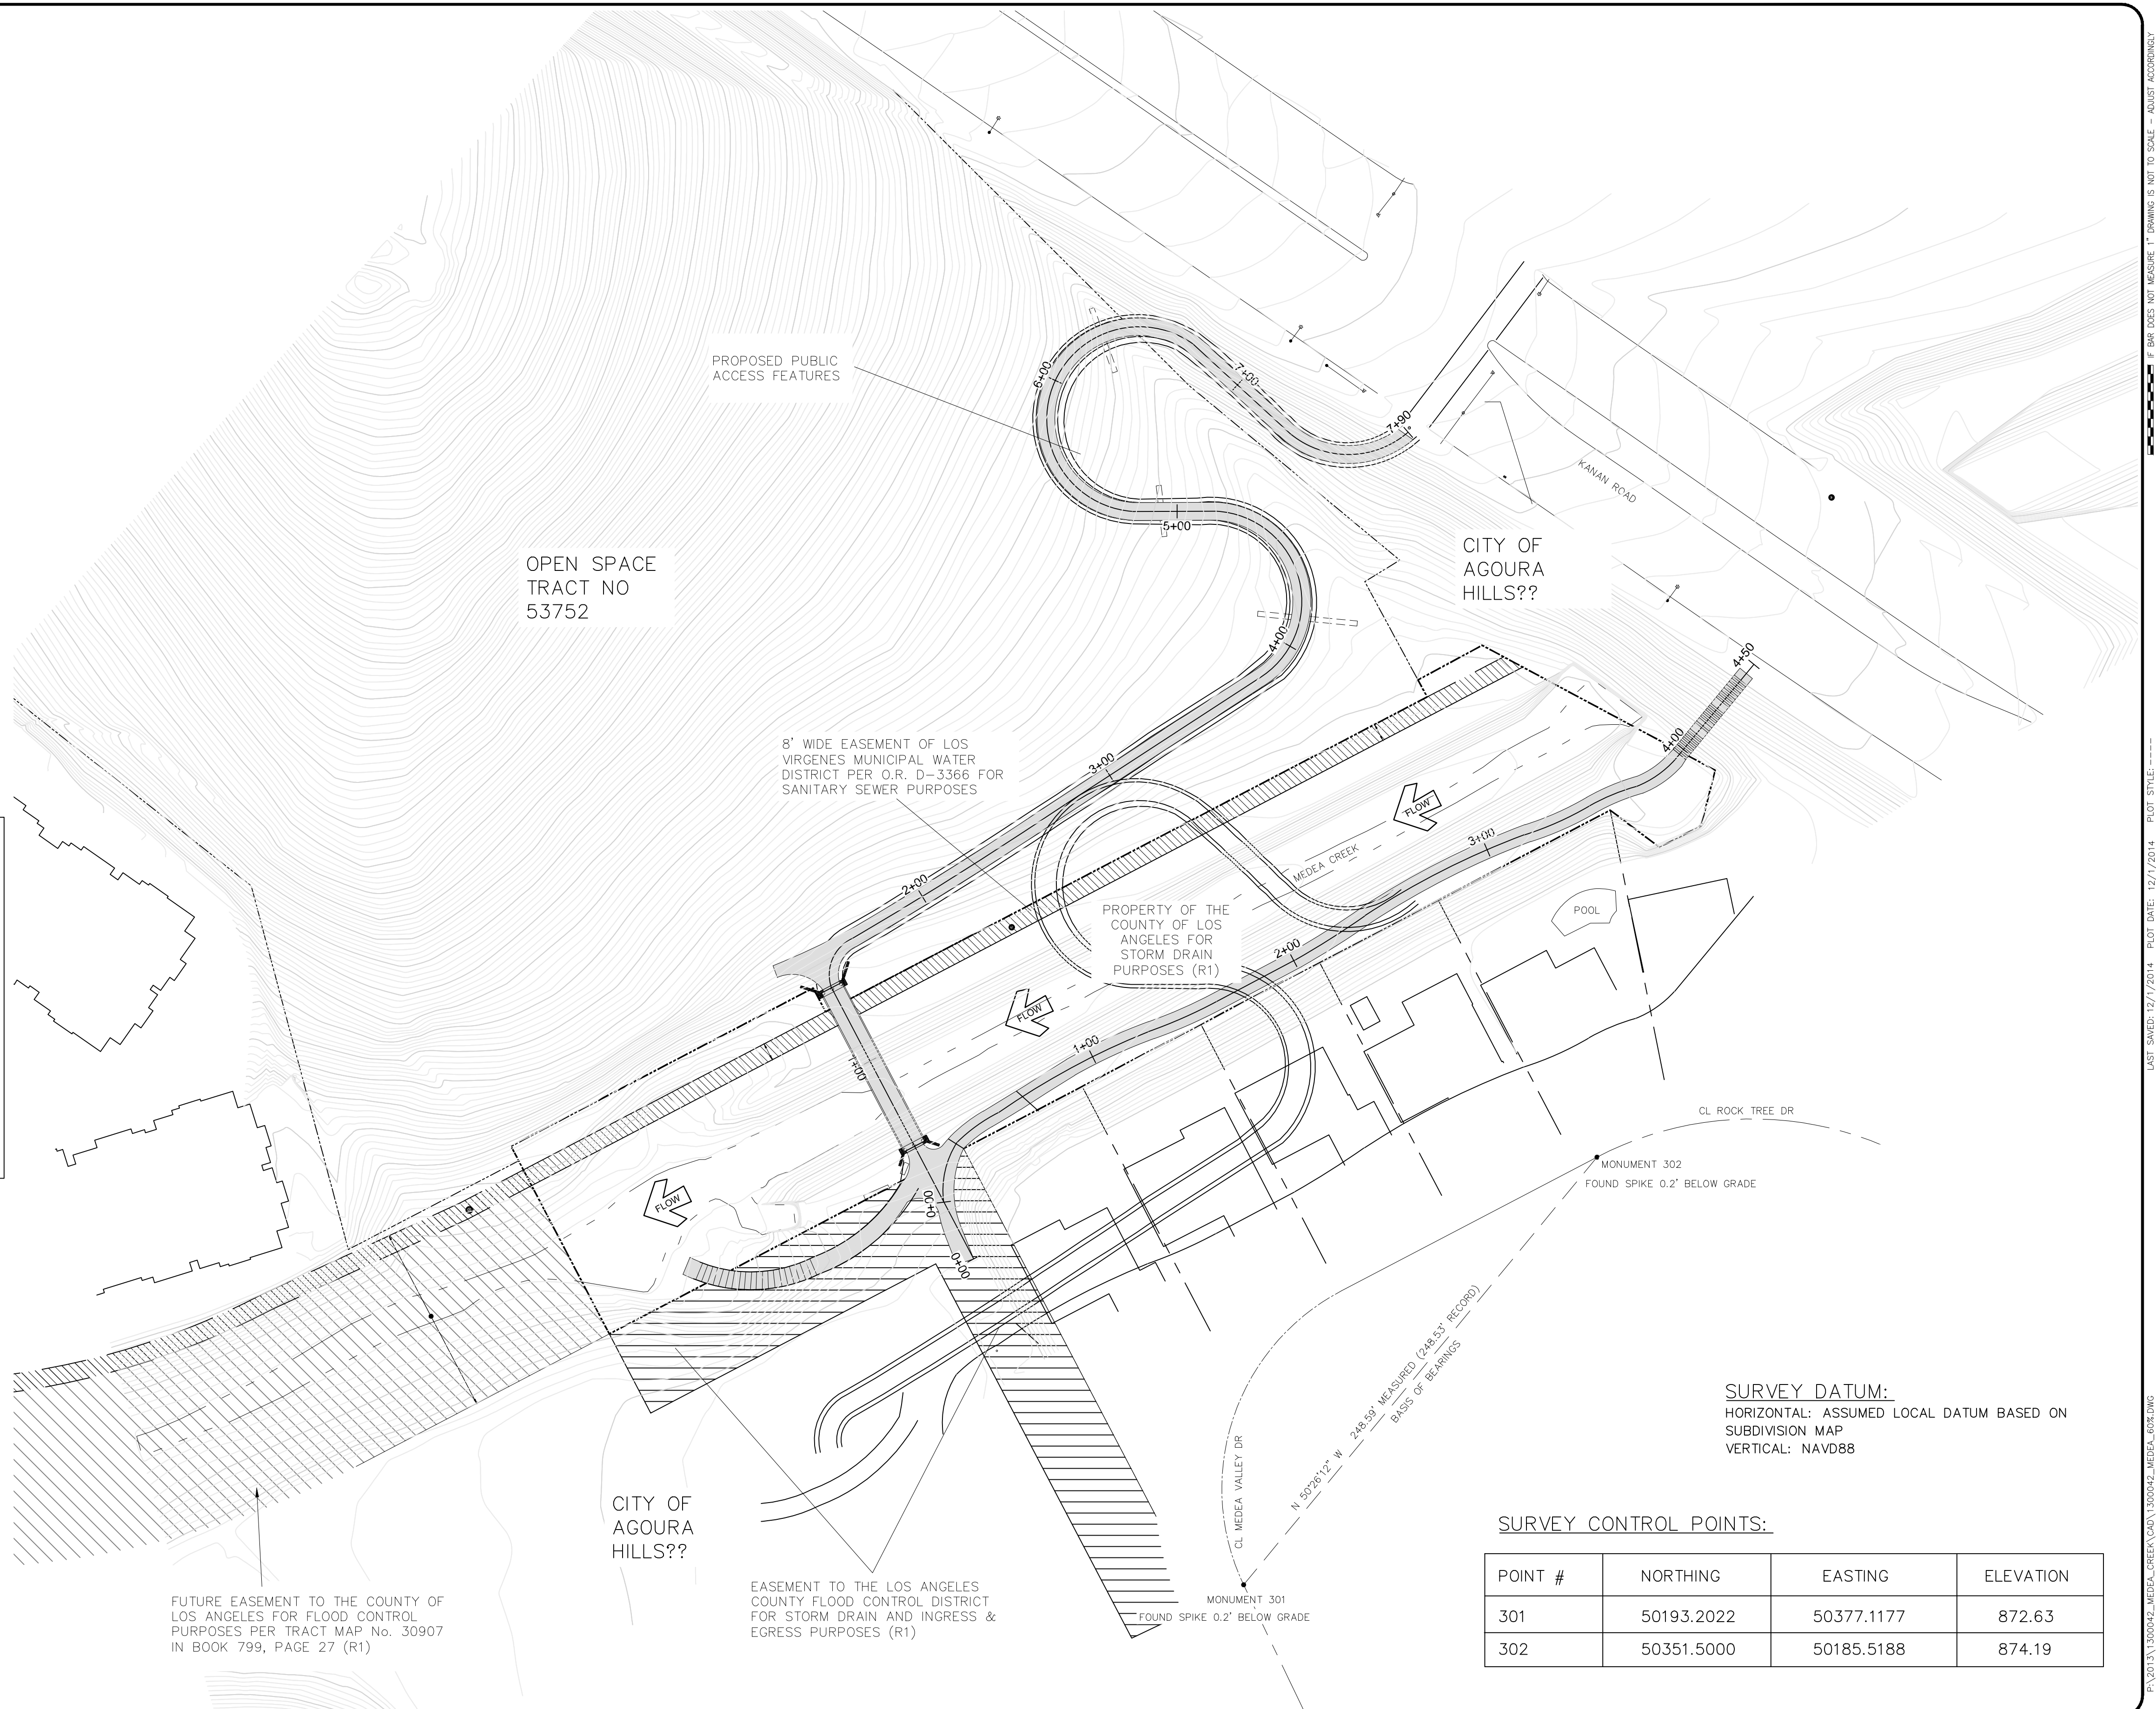 PROPOSED PUBLIC
ACCESS FEATURES
6+00
7+00
7+90
KANAN ROAD
5+00
OPEN SPACE
TRACT NO
53752
CITY OF
AGOURA
HILLS??
4+00
4+50
4+00
8' WIDE EASEMENT OF LOS
VIRGENES MUNICIPAL WATER
DISTRICT PER O.R. D-3366 FOR
SANITARY SEWER PURPOSES
3+00
FLOW
3+00
MEDEA CREEK
2+00
PROPERTY OF THE
COUNTY OF LOS
ANGELES FOR
STORM DRAIN
PURPOSES (R1)
POOL
2+00
FLOW
1+00
1+00
CL ROCK TREE DR
MONUMENT 302
FOUND SPIKE 0.2' BELOW GRADE
FLOW
0+00
0+00
N 50°26'12" W 248.59' MEASURED (248.53' RECORD)
BASIS OF BEARINGS
CL MEDEA VALLEY DR
SURVEY DATUM:
HORIZONTAL: ASSUMED LOCAL DATUM BASED ON
SUBDIVISION MAP
VERTICAL: NAVD88
CITY OF
AGOURA
HILLS??
FUTURE EASEMENT TO THE COUNTY OF
LOS ANGELES FOR FLOOD CONTROL
PURPOSES PER TRACT MAP No. 30907
IN BOOK 799, PAGE 27 (R1)
EASEMENT TO THE LOS ANGELES
COUNTY FLOOD CONTROL DISTRICT
FOR STORM DRAIN AND INGRESS &
EGRESS PURPOSES (R1)
MONUMENT 301
FOUND SPIKE 0.2' BELOW GRADE
SURVEY CONTROL POINTS:
POINT # NORTHING EASTING ELEVATION
301 50193.2022 50377.1177 872.63
302 50351.5000 50185.5188 874.19
IF BAR DOES NOT MEASURE 1" DRAWING IS NOT TO SCALE - ADJUST ACCORDINGLY
LAST SAVED: 12/1/2014 PLOT DATE: 12/1/2014 PLOT STYLE: ----
P:\2013\1300042_MEDEA_CREEK\CAD\1300042_MEDEA_60%.DWG